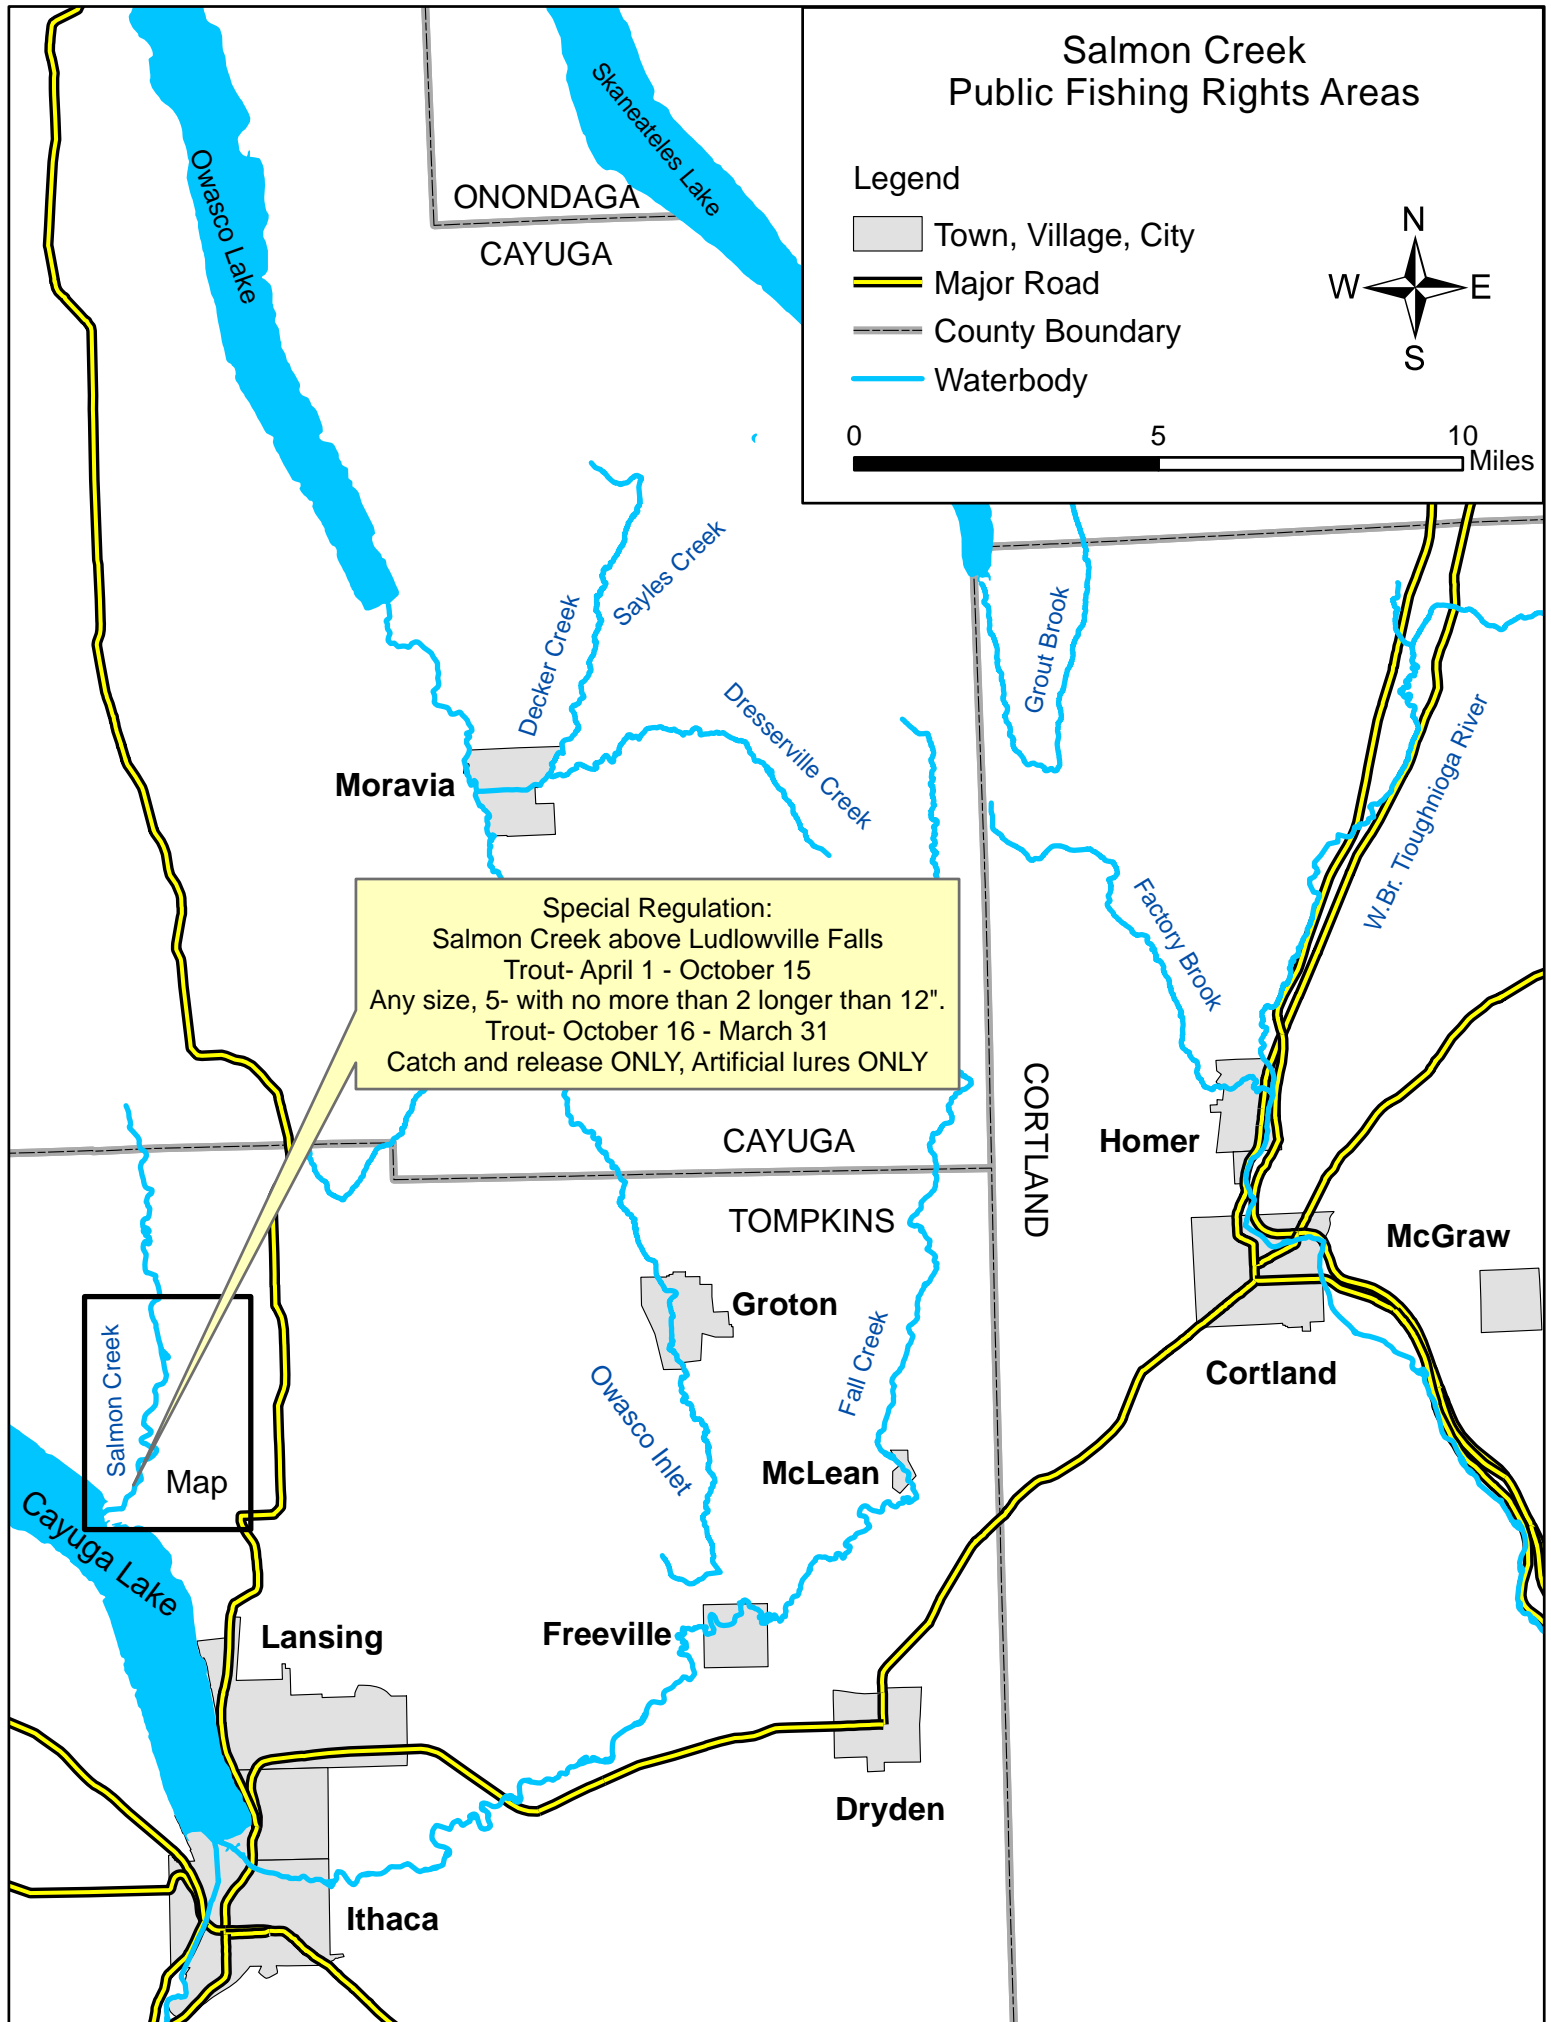 Salmon Creek
Public Fishing Rights Areas
Legend
Town, Village, City
Major Road
County Boundary
Waterbody
N
W
E
S
0
5
10
Miles
Owasco Lake
Skaneateles Lake
ONONDAGA
CAYUGA
Sayles Creek
Decker Creek
Grout Brook
Dresserville Creek
W.Br. Tioughnioga River
Moravia
Factory Brook
Special Regulation:
Salmon Creek above Ludlowville Falls
Trout- April 1 - October 15
Any size, 5- with no more than 2 longer than 12".
Trout- October 16 - March 31
Catch and release ONLY, Artificial lures ONLY
CORTLAND
CAYUGA
Homer
TOMPKINS
McGraw
Groton
Salmon Creek
Fall Creek
Cortland
Owasco Inlet
McLean
Map
Cayuga Lake
Lansing
Freeville
Dryden
Ithaca